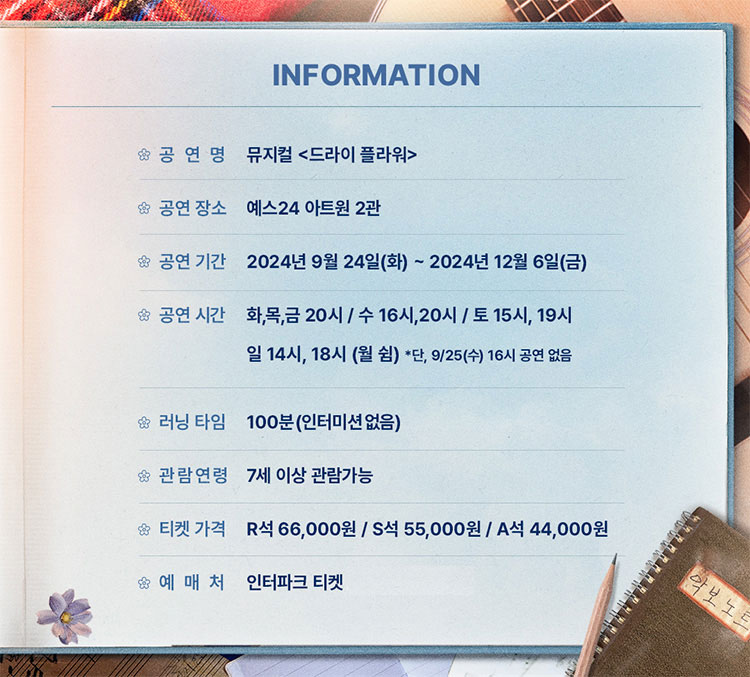 INFORMATION
공 연 명 뮤지컬 <드라이 플라워>
공연 장소 예스24 아트원 2관
공연 기간 2024년 9월 24일(화) ~ 2024년 12월 6일(금)
공연 시간 화,목,금 20시 / 수 16시,20시 / 토 15시, 19시
일 14시, 18시 (월 쉼) *단, 9/25(수) 16시 공연 없음
러닝 타임 100분(인터미션 없음)
관람연령 7세 이상 관람가능
티켓 가격 R석 66,000원 / S석 55,000원 / A석 44,000원
예 매 처 인터파크 티켓
악보노트